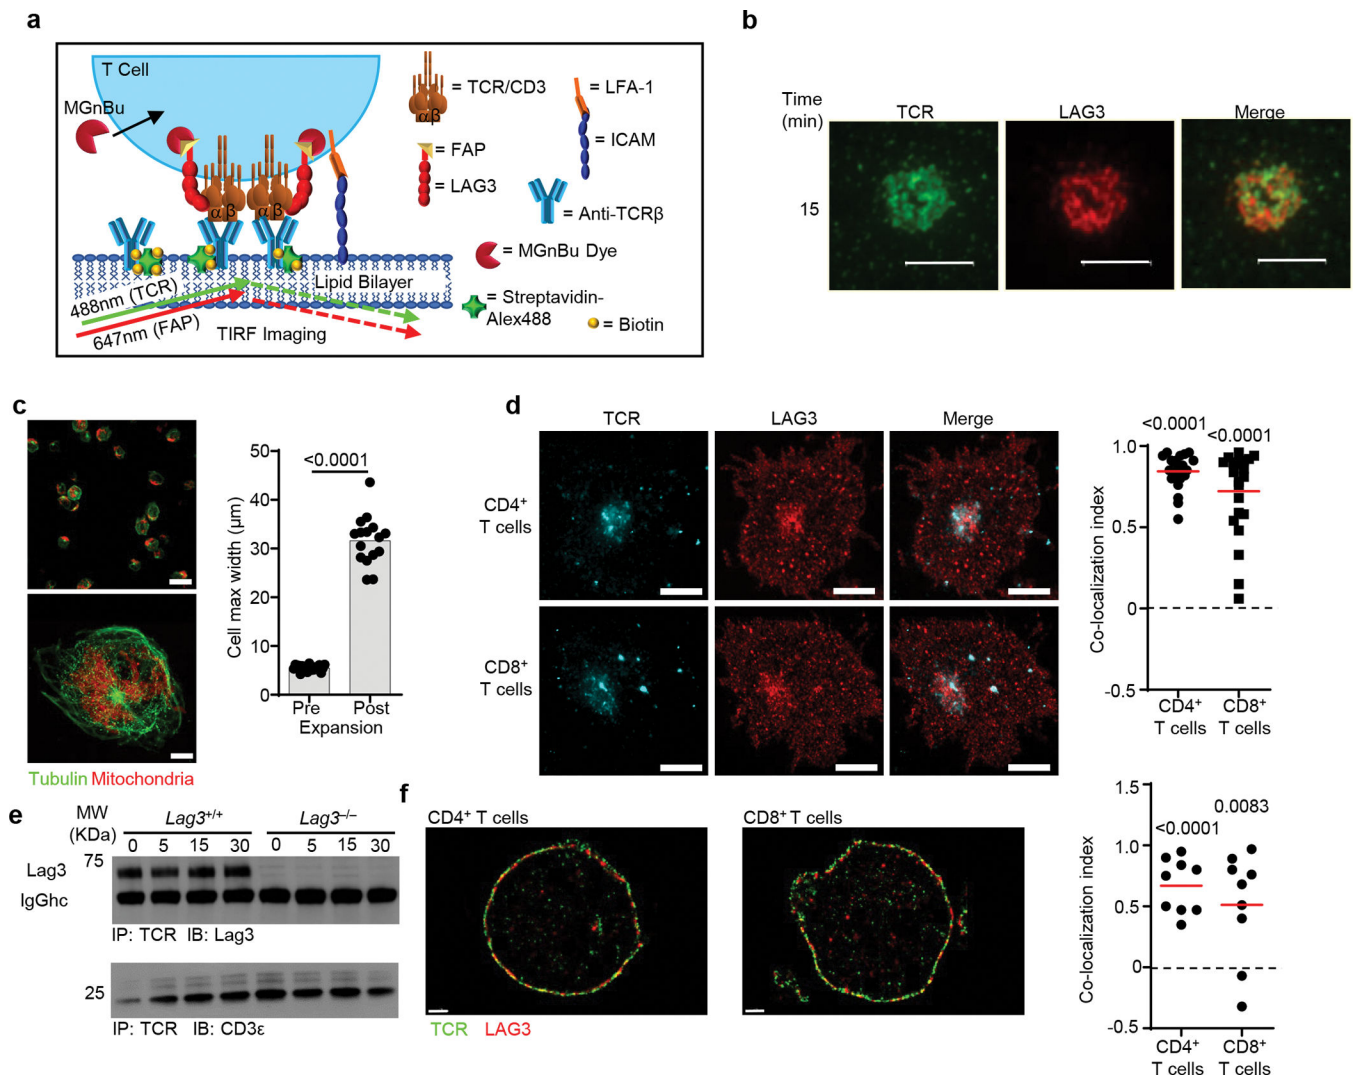 a
T Cell
MGnBu
αβ
αβ
488nm (TCR)
647nm (FAP)
TIRF Imaging
Lipid Bilayer
αβ
= TCR/CD3
= FAP
= LAG3
= LFA-1
= ICAM
= Anti-TCRβ
= MGnBu Dye
= Streptavidin-
Alex488
= Biotin
b
Time
(min)
TCR
LAG3
Merge
15
c
Tubulin Mitochondria
50
40
30
20
10
0
Cell max width (µm)
<0.0001
Pre
Post
Expansion
d
TCR
LAG3
Merge
CD4⁺
T cells
CD8⁺
T cells
<0.0001
<0.0001
1.0
0.5
0
-0.5
Co-localization index
CD4⁺
T cells
CD8⁺
T cells
e
MW
(KDa)
Lag3⁺/⁺
Lag3⁻/⁻
0 5 15 30 0 5 15 30
75
Lag3
IgGhc
IP: TCR IB: Lag3
25
IP: TCR IB: CD3ε
f
CD4⁺ T cells
CD8⁺ T cells
TCR LAG3
1.5
1.0
0.5
0
-0.5
Co-localization index
<0.0001
0.0083
CD4⁺
T cells
CD8⁺
T cells